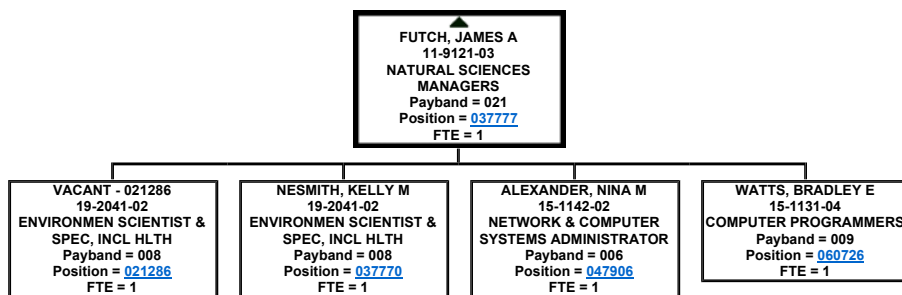 FUTCH, JAMES A
11-9121-03
NATURAL SCIENCES
MANAGERS
Payband = 021
Position = 037777
FTE = 1
VACANT - 021286
19-2041-02
ENVIRONMEN SCIENTIST &
SPEC, INCL HLTH
Payband = 008
Position = 021286
FTE = 1
NESMITH, KELLY M
19-2041-02
ENVIRONMEN SCIENTIST &
SPEC, INCL HLTH
Payband = 008
Position = 037770
FTE = 1
ALEXANDER, NINA M
15-1142-02
NETWORK & COMPUTER
SYSTEMS ADMINISTRATOR
Payband = 006
Position = 047906
FTE = 1
WATTS, BRADLEY E
15-1131-04
COMPUTER PROGRAMMERS
Payband = 009
Position = 060726
FTE = 1